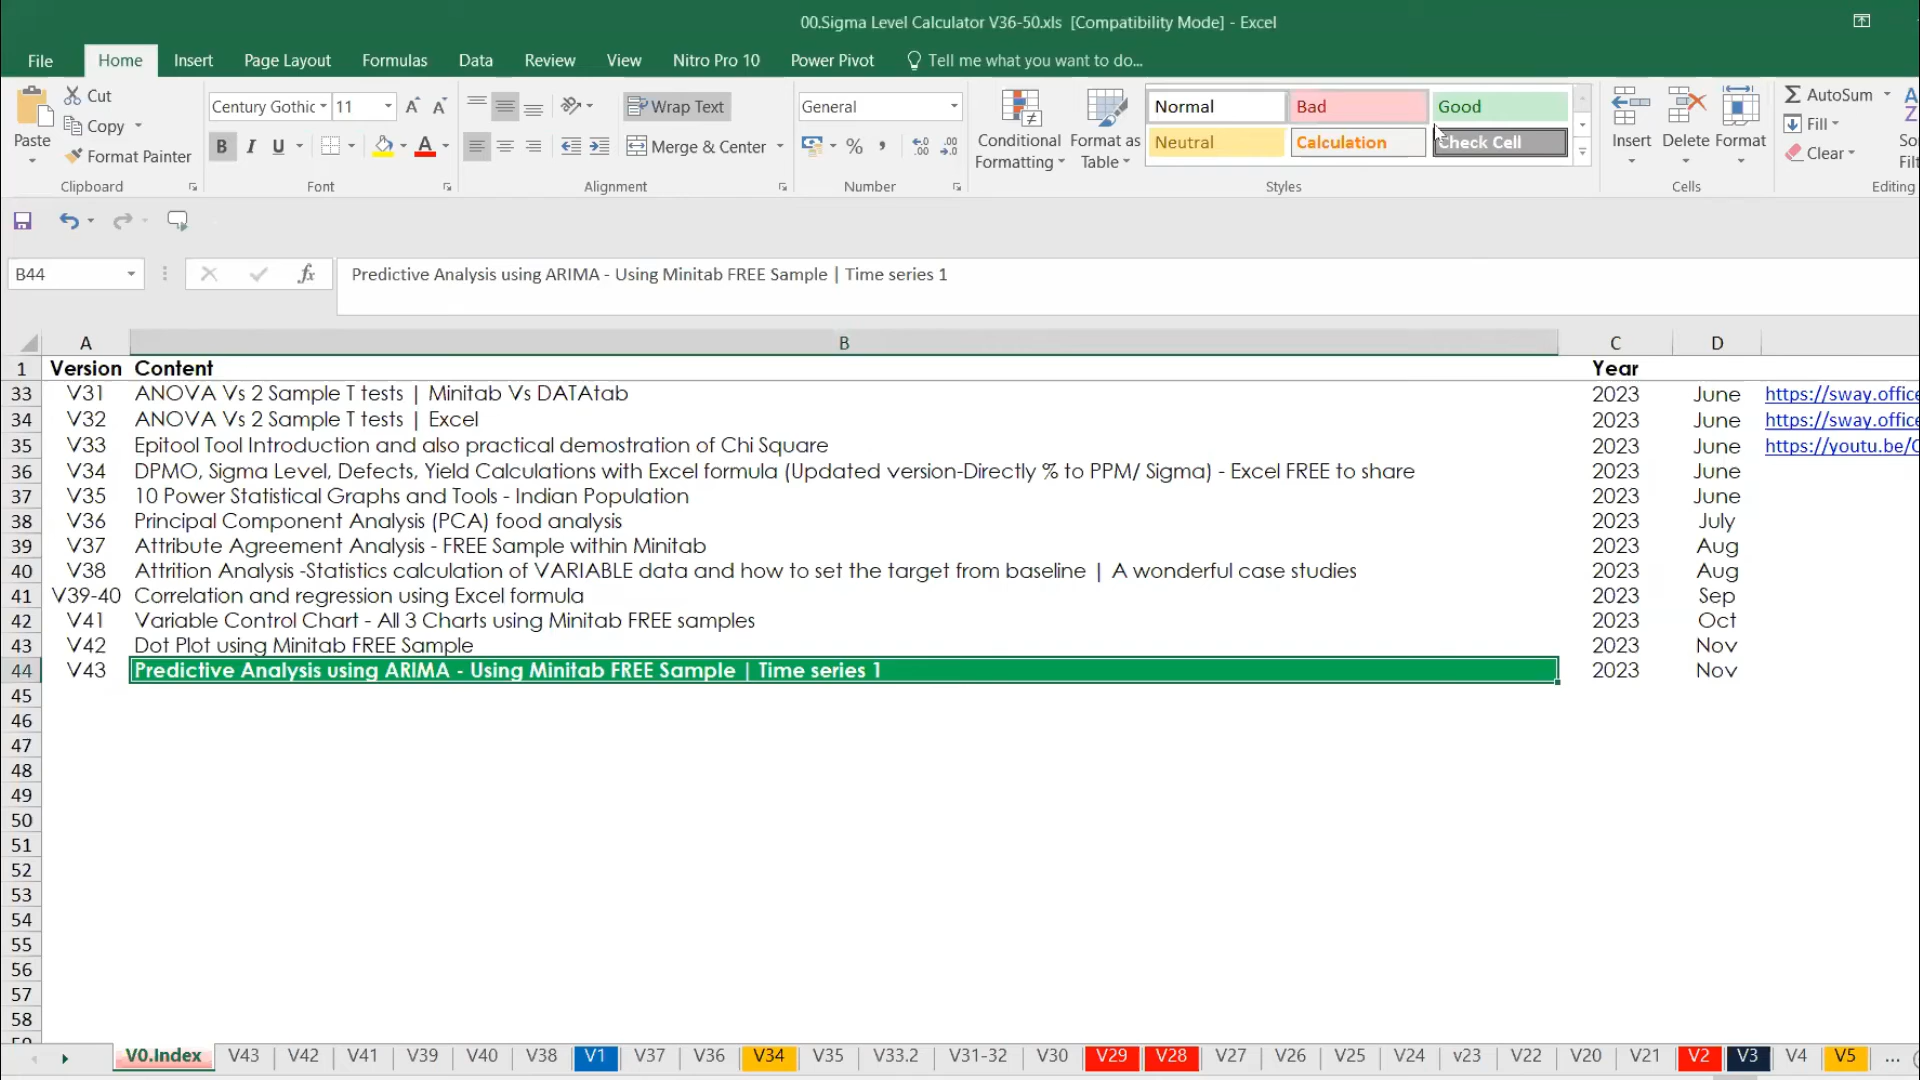 00.Sigma Level Calculator V36-50.xls [Compatibility Mode] - Excel
File Home Insert Page Layout Formulas Data Review View Nitro Pro 10 Power Pivot Tell me what you want to do...
Paste Cut Copy Format Painter
Clipboard
Century Gothic 11 B I U A A A
Font
Wrap Text Merge & Center
Alignment
General % ,
Number
Conditional Formatting Format as Table
Normal Bad Good
Neutral Calculation Check Cell
Styles
Insert Delete Format
Cells
AutoSum
Fill
Clear
Editing
B44 fx Predictive Analysis using ARIMA - Using Minitab FREE Sample | Time series 1
A B C D
1 Version Content Year
33 V31 ANOVA Vs 2 Sample T tests | Minitab Vs DATAtab 2023 June https://sway.office
34 V32 ANOVA Vs 2 Sample T tests | Excel 2023 June https://sway.office
35 V33 Epitool Tool Introduction and also practical demostration of Chi Square 2023 June https://youtu.be/
36 V34 DPMO, Sigma Level, Defects, Yield Calculations with Excel formula (Updated version-Directly % to PPM/ Sigma) - Excel FREE to share 2023 June
37 V35 10 Power Statistical Graphs and Tools - Indian Population 2023 June
38 V36 Principal Component Analysis (PCA) food analysis 2023 July
39 V37 Attribute Agreement Analysis - FREE Sample within Minitab 2023 Aug
40 V38 Attrition Analysis -Statistics calculation of VARIABLE data and how to set the target from baseline | A wonderful case studies 2023 Aug
41 V39-40 Correlation and regression using Excel formula 2023 Sep
42 V41 Variable Control Chart - All 3 Charts using Minitab FREE samples 2023 Oct
43 V42 Dot Plot using Minitab FREE Sample 2023 Nov
44 V43 Predictive Analysis using ARIMA - Using Minitab FREE Sample | Time series 1 2023 Nov
45
46
47
48
49
50
51
52
53
54
55
56
57
58
V0.Index V43 V42 V41 V39 V40 V38 V1 V37 V36 V34 V35 V33.2 V31-32 V30 V29 V28 V27 V26 V25 V24 v23 V22 V20 V21 V2 V3 V4 V5 ...